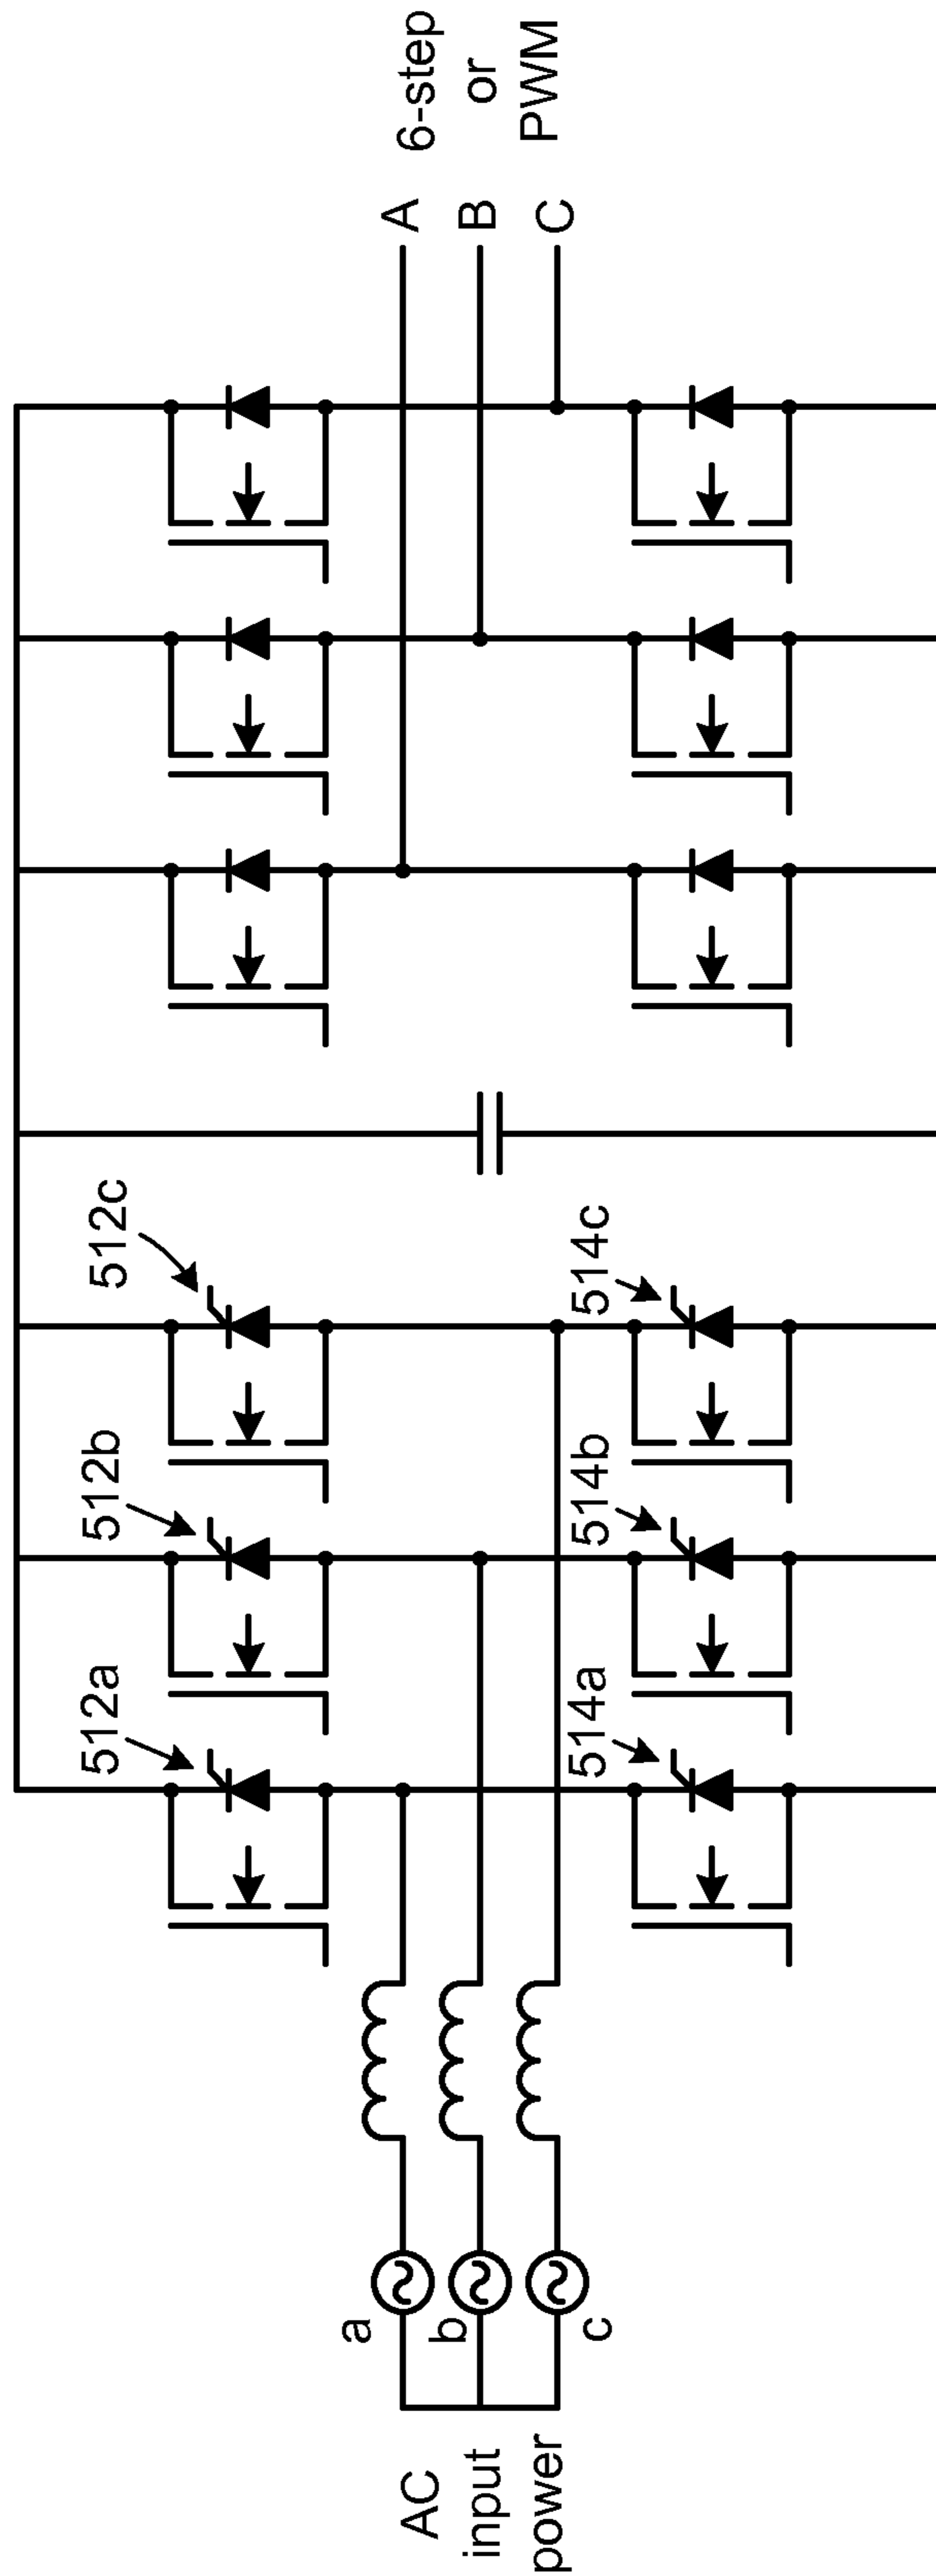 AC
input
power
a
b
c
512a
512b
512c
514a
514b
514c
A
B
C
6-step
or
PWM